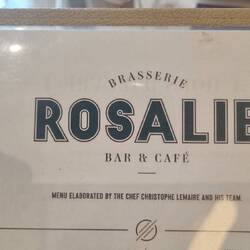 BRASSERIE
ROSALIE
BAR & CAFÉ
MENU ELABORATED BY THE CHEF CHRISTOPHE LEMAIRE AND HIS TEAM.